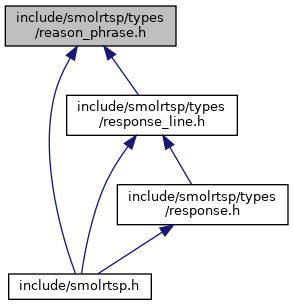 include/smolrtsp/types
/reason_phrase.h
include/smolrtsp/types
/response_line.h
include/smolrtsp/types
/response.h
include/smolrtsp.h